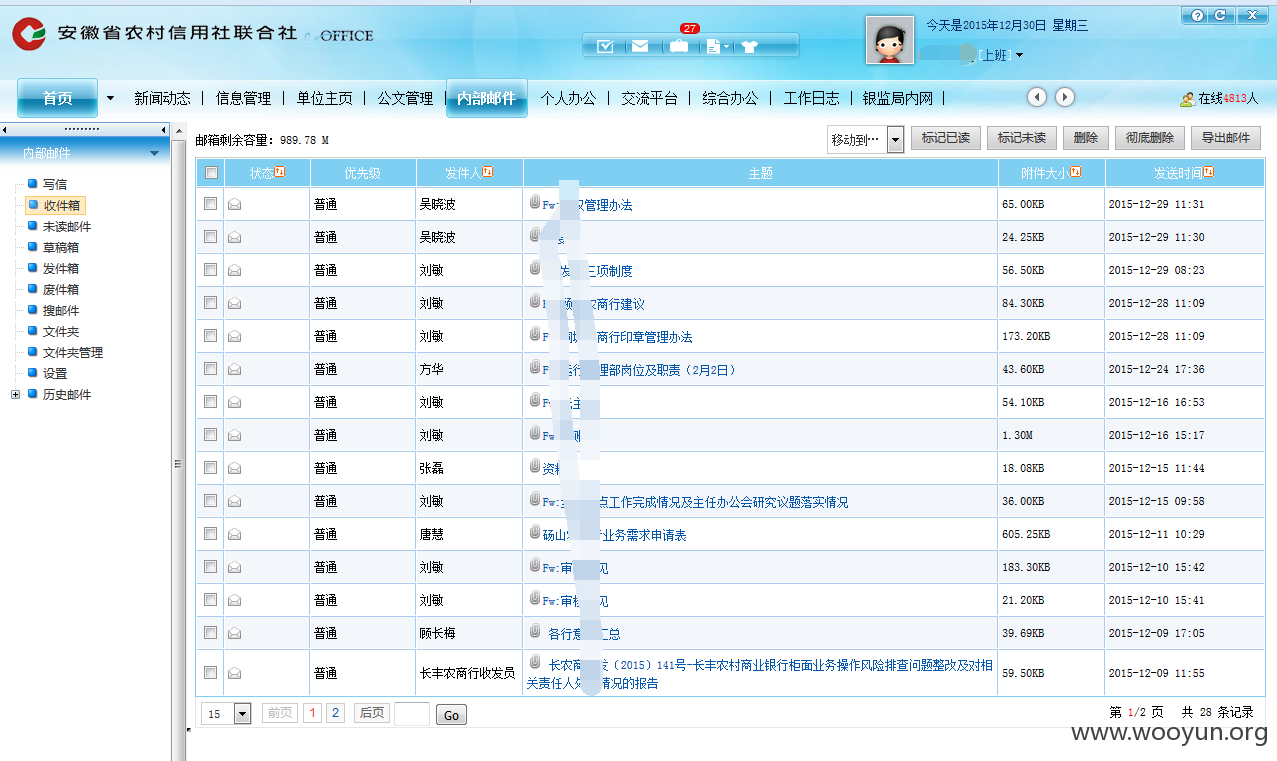 安徽省农村信用社联合社 e-OFFICE
27
今天是2015年12月30日 星期三
[上班]
首页 新闻动态 信息管理 单位主页 公文管理 内部邮件 个人办公 交流平台 综合办公 工作日志 银监局内网
在线4813人
内部邮件
写信
收件箱
未读邮件
草稿箱
发件箱
废件箱
搜邮件
文件夹
文件夹管理
设置
历史邮件
邮箱剩余容量: 989.78 M
移动到… 标记已读 标记未读 删除 彻底删除 导出邮件
状态 优先级 发件人 主题 附件大小 发送时间
普通 吴晓波 Fw: 权管理办法 65.00KB 2015-12-29 11:31
普通 吴晓波 24.25KB 2015-12-29 11:30
普通 刘敏 发 三项制度 56.50KB 2015-12-29 08:23
普通 刘敏 农商行建议 84.30KB 2015-12-28 11:09
普通 刘敏 商行印章管理办法 173.20KB 2015-12-28 11:09
普通 方华 运行 理部岗位及职责(2月2日) 43.60KB 2015-12-24 17:36
普通 刘敏 54.10KB 2015-12-16 16:53
普通 刘敏 Fw: 1.30M 2015-12-16 15:17
普通 张磊 资料 18.08KB 2015-12-15 11:44
普通 刘敏 Fw: 点工作完成情况及主任办公会研究议题落实情况 36.00KB 2015-12-15 09:58
普通 唐慧 砀山农 业务需求申请表 605.25KB 2015-12-11 10:29
普通 刘敏 Fw:审 见 183.30KB 2015-12-10 15:42
普通 刘敏 Fw:审核 见 21.20KB 2015-12-10 15:41
普通 顾长梅 各行意 汇总 39.69KB 2015-12-09 17:05
普通 长丰农商行收发员 长农商 发〔2015〕141号-长丰农村商业银行柜面业务操作风险排查问题整改及对相 59.50KB 2015-12-09 11:55
关责任人 情况的报告
15 前页 1 2 后页 Go
第 1/2 页 共 28 条记录
www.wooyun.org